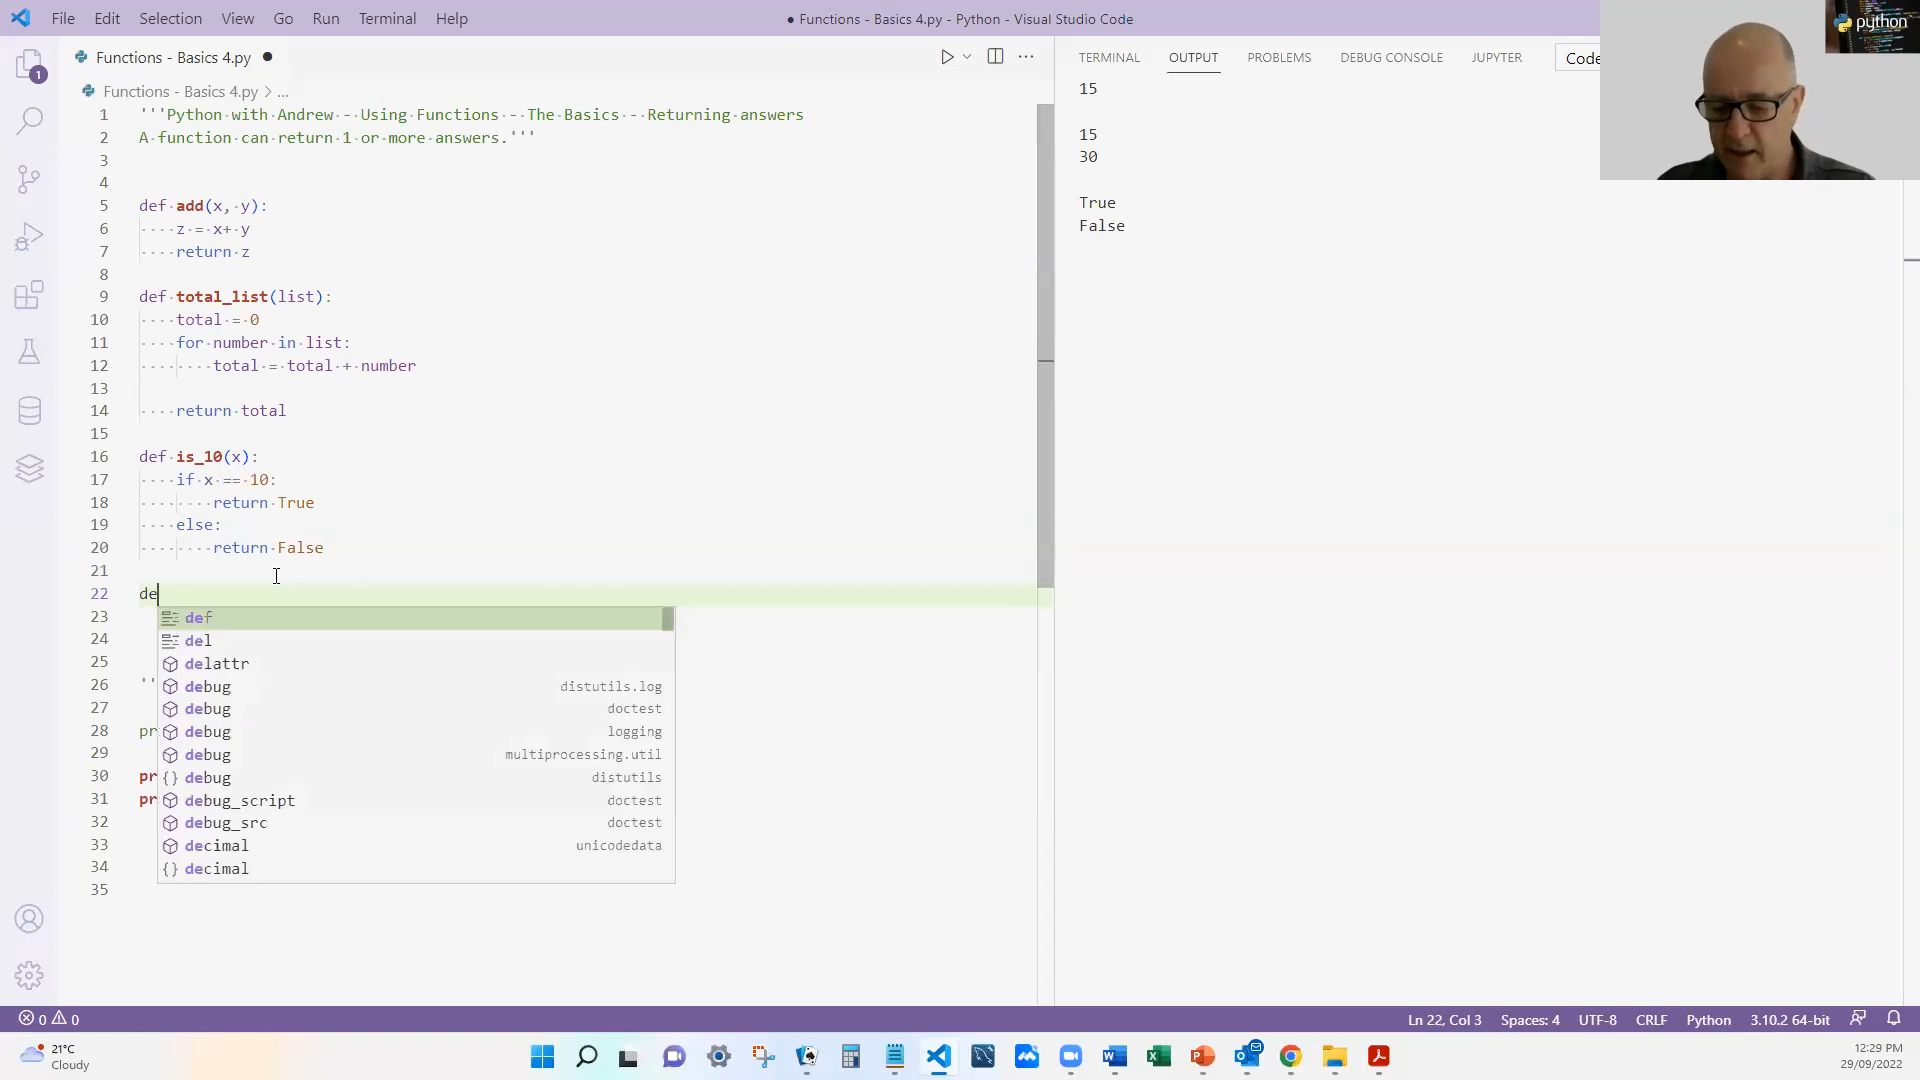 File Edit Selection View Go Run Terminal Help
● Functions - Basics 4.py - Python - Visual Studio Code
python
Functions - Basics 4.py ●
Functions - Basics 4.py > ...
1 '''Python with Andrew - Using Functions - The Basics - Returning answers
2 A function can return 1 or more answers.'''
3
4
5 def add(x, y):
6 z = x+ y
7 return z
8
9 def total_list(list):
10 total = 0
11 for number in list:
12 total = total + number
13
14 return total
15
16 def is_10(x):
17 if x == 10:
18 return True
19 else:
20 return False
21
22 de
23
24
25
26 ''
27
28 pr
29
30 pr
31 pr
32
33
34
35
def
del
delattr
debug distutils.log
debug doctest
debug logging
debug multiprocessing.util
debug distutils
debug_script doctest
debug_src doctest
decimal unicodedata
decimal
TERMINAL OUTPUT PROBLEMS DEBUG CONSOLE JUPYTER Code
15
15
30
True
False
1
0 0
Ln 22, Col 3 Spaces: 4 UTF-8 CRLF Python 3.10.2 64-bit
21°C
Cloudy
12:29 PM
29/09/2022